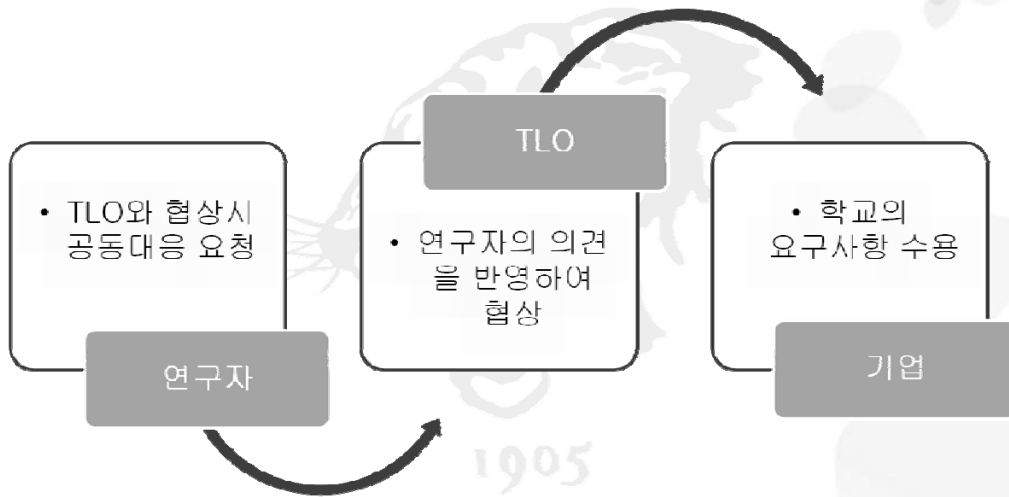 • TLO와 협상시
공동대응 요청
연구자
TLO
• 연구자의 의견
을 반영하여
협상
• 학교의
요구사항 수용
기업
1905